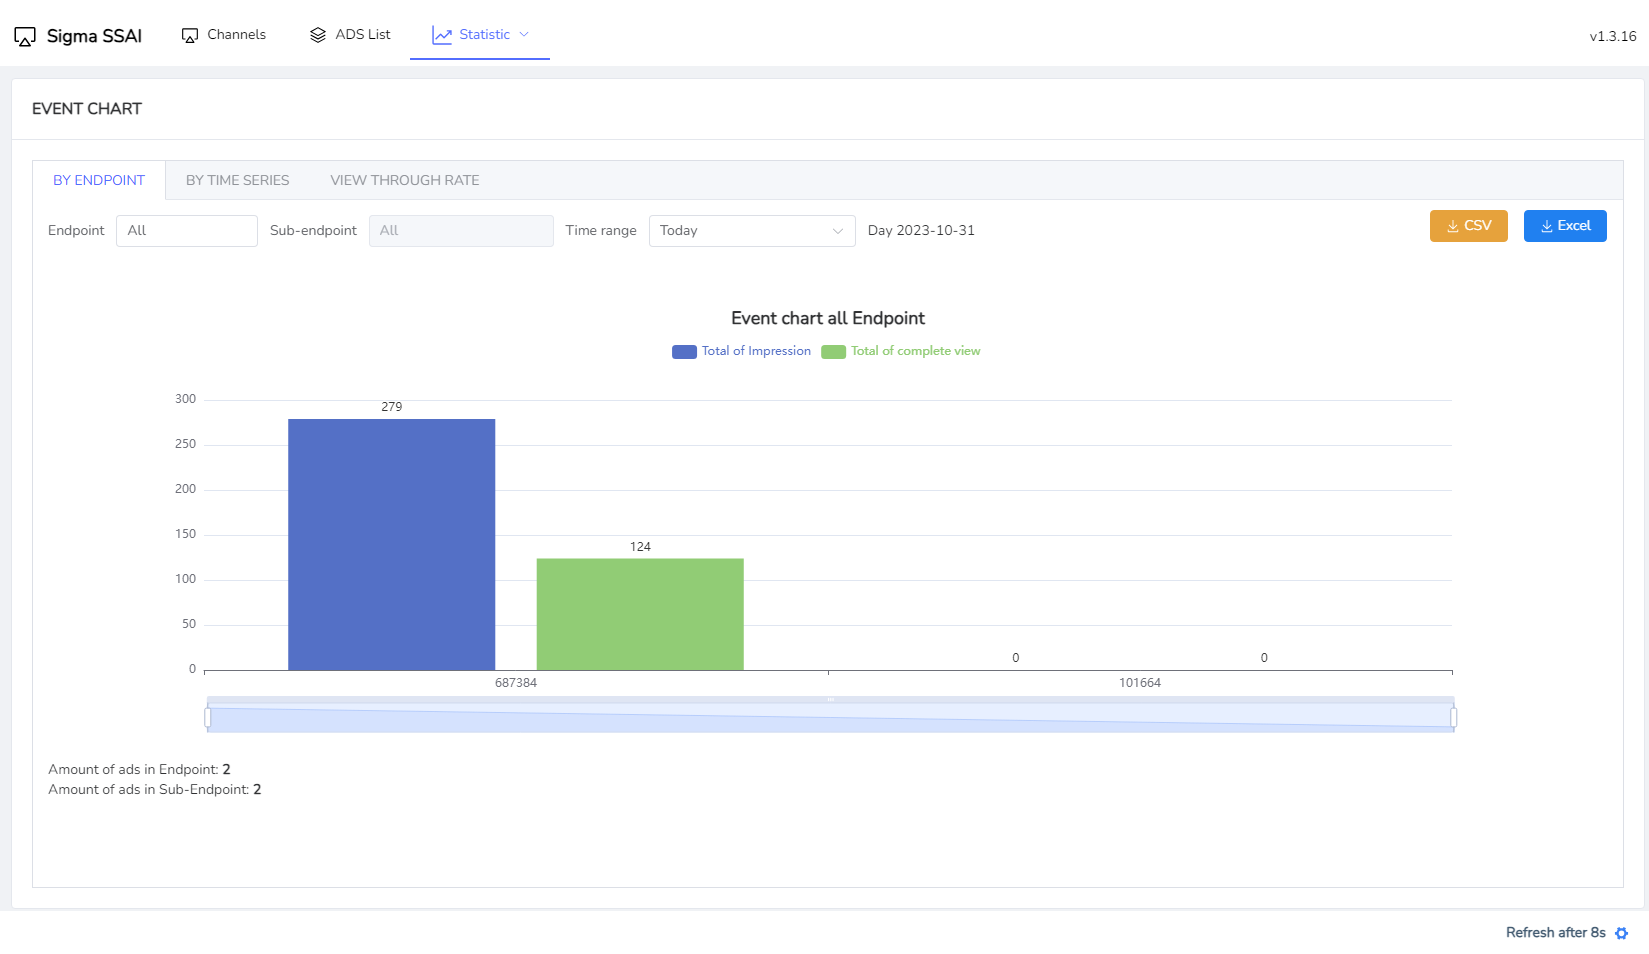 Sigma SSAI Channels ADS List Statistic v1.3.16
EVENT CHART
BY ENDPOINT BY TIME SERIES VIEW THROUGH RATE
Endpoint All Sub-endpoint All Time range Today Day 2023-10-31 CSV Excel
Event chart all Endpoint
Total of Impression Total of complete view
300
279
250
200
150
124
100
50
0 0
0
687384 101664
Amount of ads in Endpoint: 2
Amount of ads in Sub-Endpoint: 2
Refresh after 8s